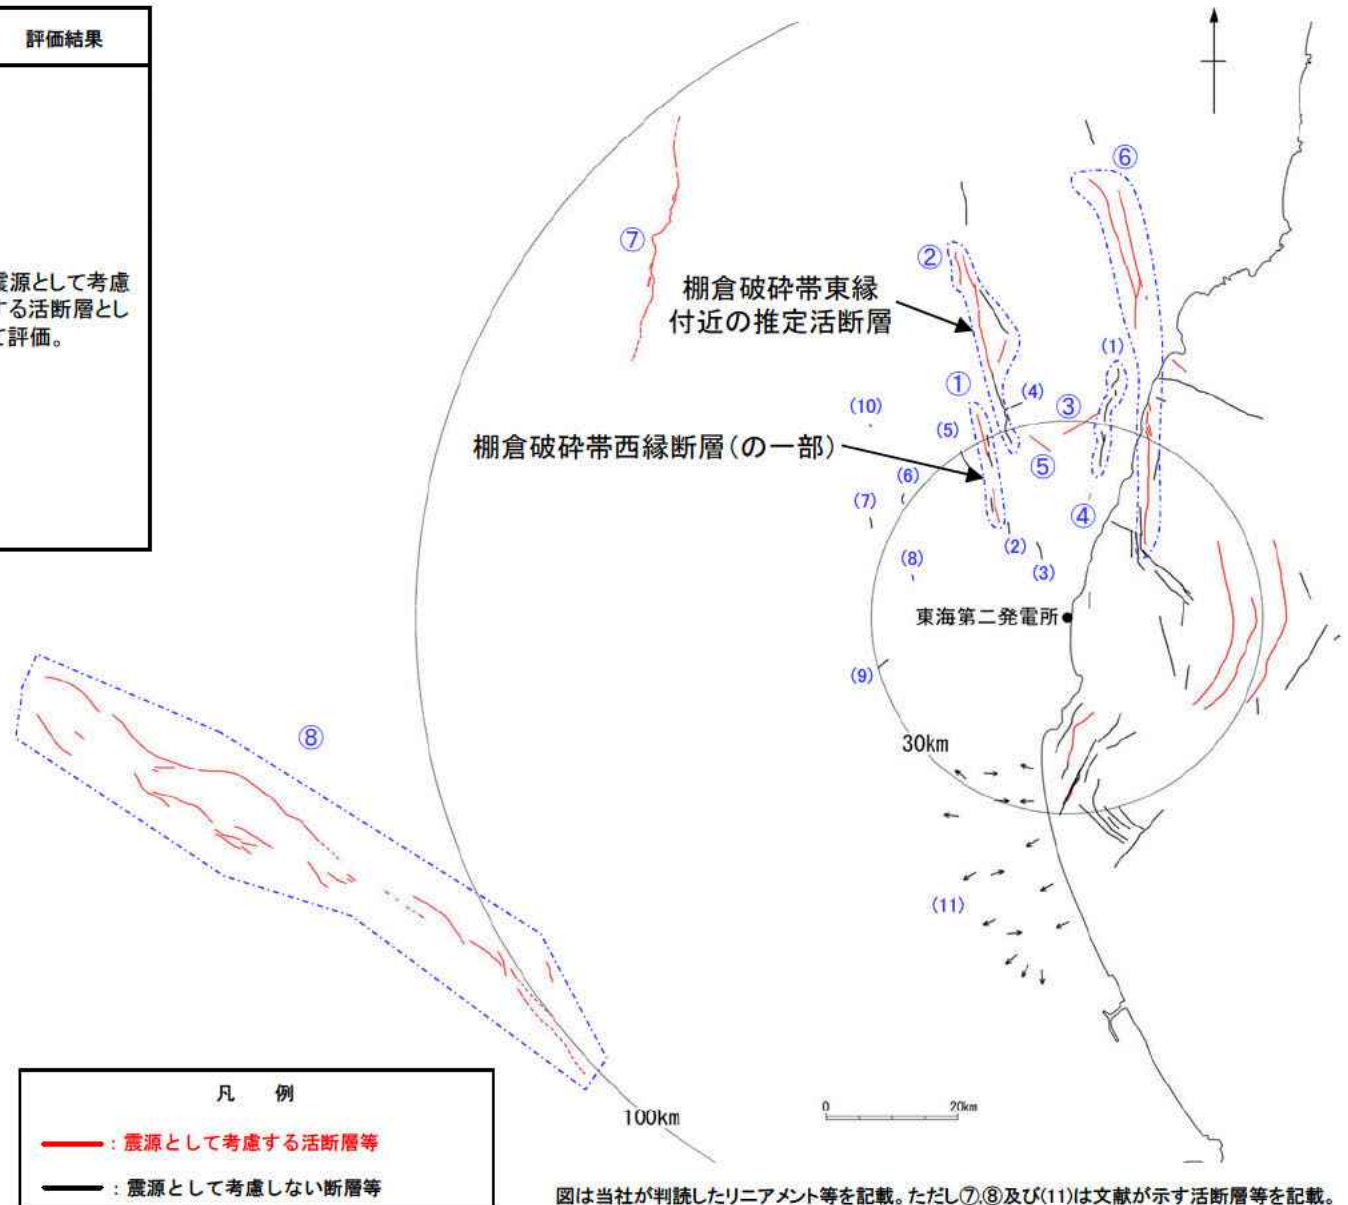 評価結果
震源として考慮
する活断層とし
て評価。
⑥
⑦
②
棚倉破砕帯東縁
付近の推定活断層
(1)
①
(4)
③
(10)
(5)
棚倉破砕帯西縁断層(の一部)
⑤
(6)
(7)
④
(2)
(8)
(3)
東海第二発電所
(9)
⑧
30km
(11)
0 20km
100km
凡 例
:震源として考慮する活断層等
:震源として考慮しない断層等
図は当社が判読したリニアメント等を記載。ただし⑦,⑧及び(11)は文献が示す活断層等を記載。